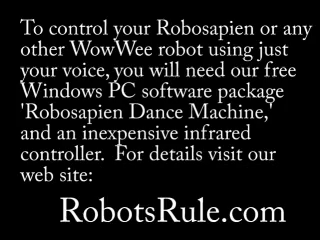 To control your Robosapien or any
other WowWee robot using just
your voice, you will need our free
Windows PC software package
'Robosapien Dance Machine,'
and an inexpensive infrared
controller.  For details visit our
web site:
RobotsRule.com